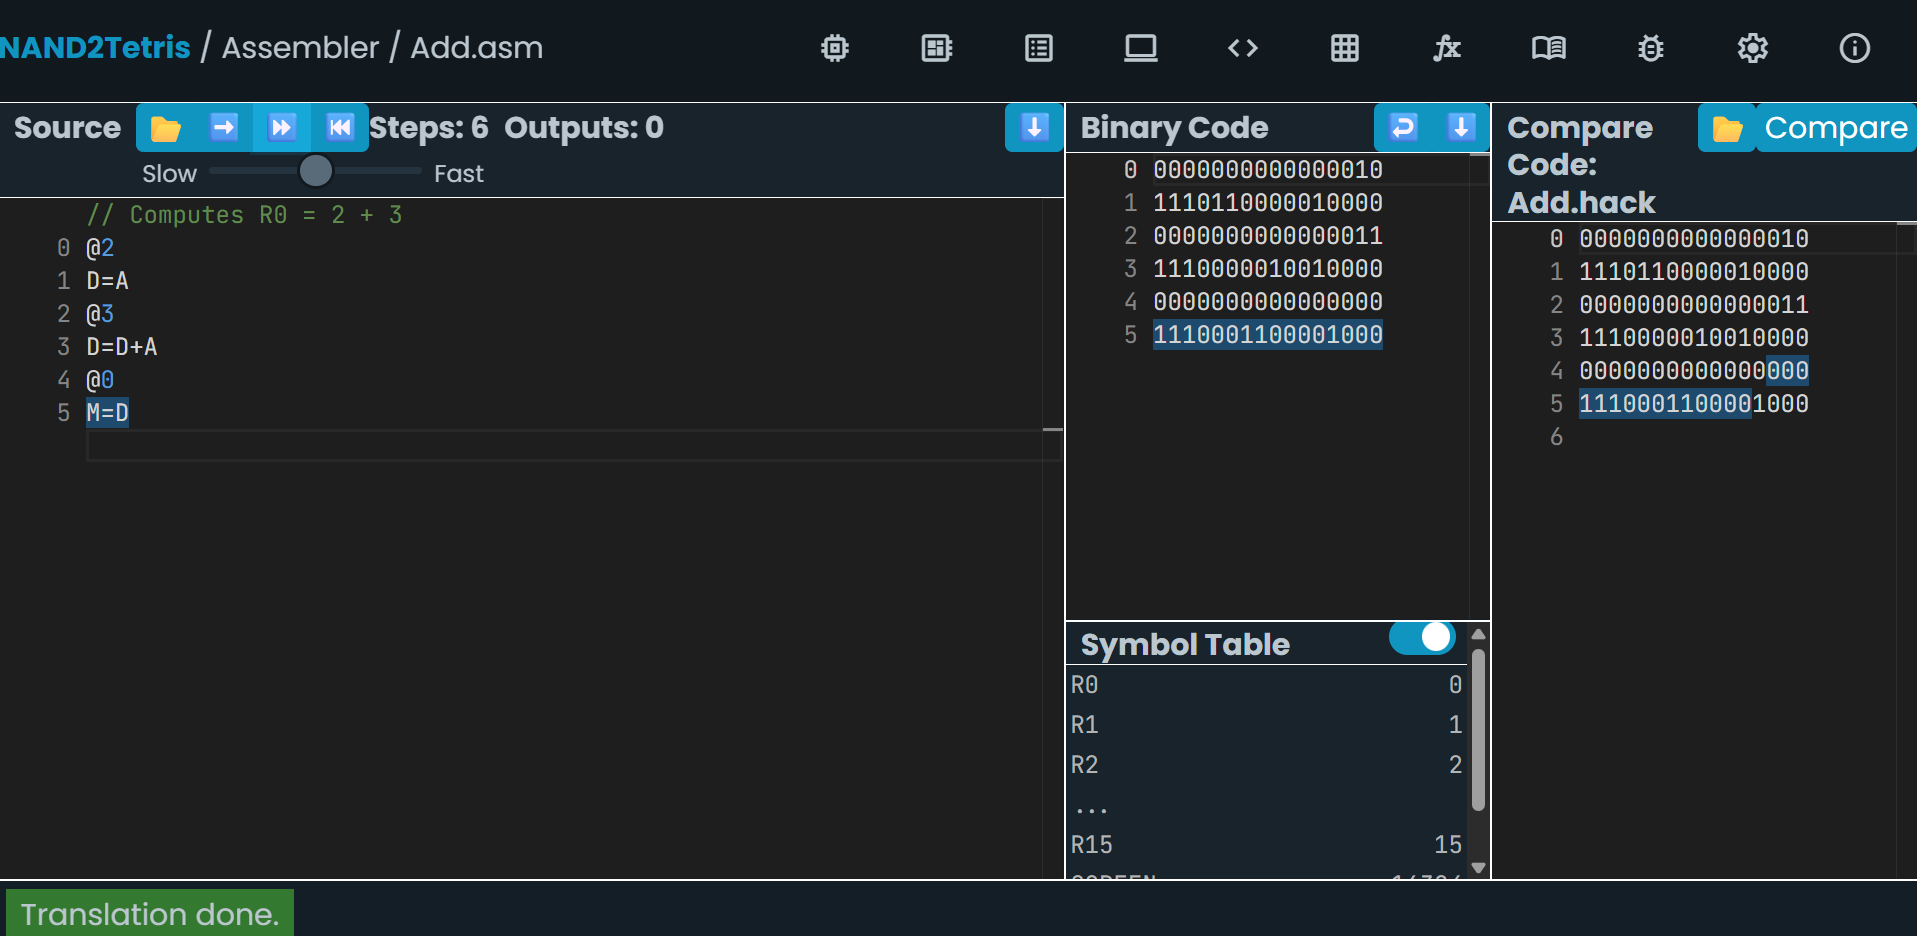 NAND2Tetris / Assembler / Add.asm
Source
Steps: 6 Outputs: 0
Slow
Fast
// Computes R0 = 2 + 3
0 @2
1 D=A
2 @3
3 D=D+A
4 @0
5 M=D
Binary Code
0 0000000000000010
1 1110110000010000
2 0000000000000011
3 1110000010010000
4 0000000000000000
5 1110001100001000
Symbol Table
R0 0
R1 1
R2 2
...
R15 15
Compare
Code:
Add.hack
Compare
0 0000000000000010
1 1110110000010000
2 0000000000000011
3 1110000010010000
4 0000000000000000
5 1110001100001000
6
Translation done.